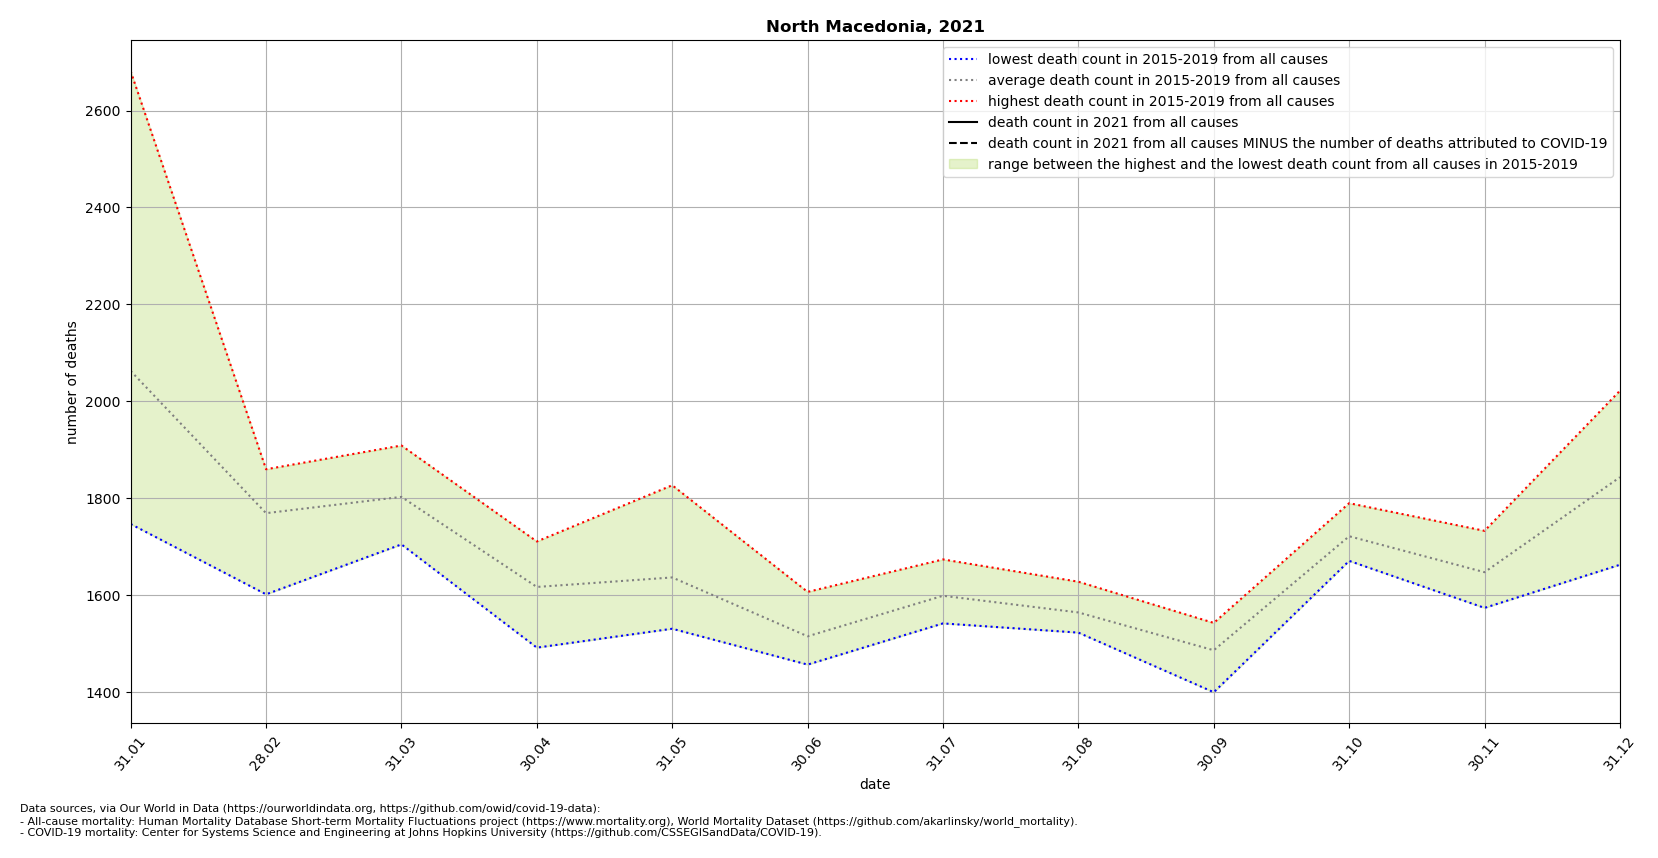 North Macedonia, 2021
lowest death count in 2015-2019 from all causes
average death count in 2015-2019 from all causes
highest death count in 2015-2019 from all causes
death count in 2021 from all causes
death count in 2021 from all causes MINUS the number of deaths attributed to COVID-19
range between the highest and the lowest death count from all causes in 2015-2019
2600
2400
2200
2000
1800
1600
1400
number of deaths
31.01
28.02
31.03
30.04
31.05
30.06
31.07
31.08
30.09
31.10
30.11
31.12
date
Data sources, via Our World in Data (https://ourworldindata.org, https://github.com/owid/covid-19-data):
- All-cause mortality: Human Mortality Database Short-term Mortality Fluctuations project (https://www.mortality.org), World Mortality Dataset (https://github.com/akarlinsky/world_mortality).
- COVID-19 mortality: Center for Systems Science and Engineering at Johns Hopkins University (https://github.com/CSSEGISandData/COVID-19).